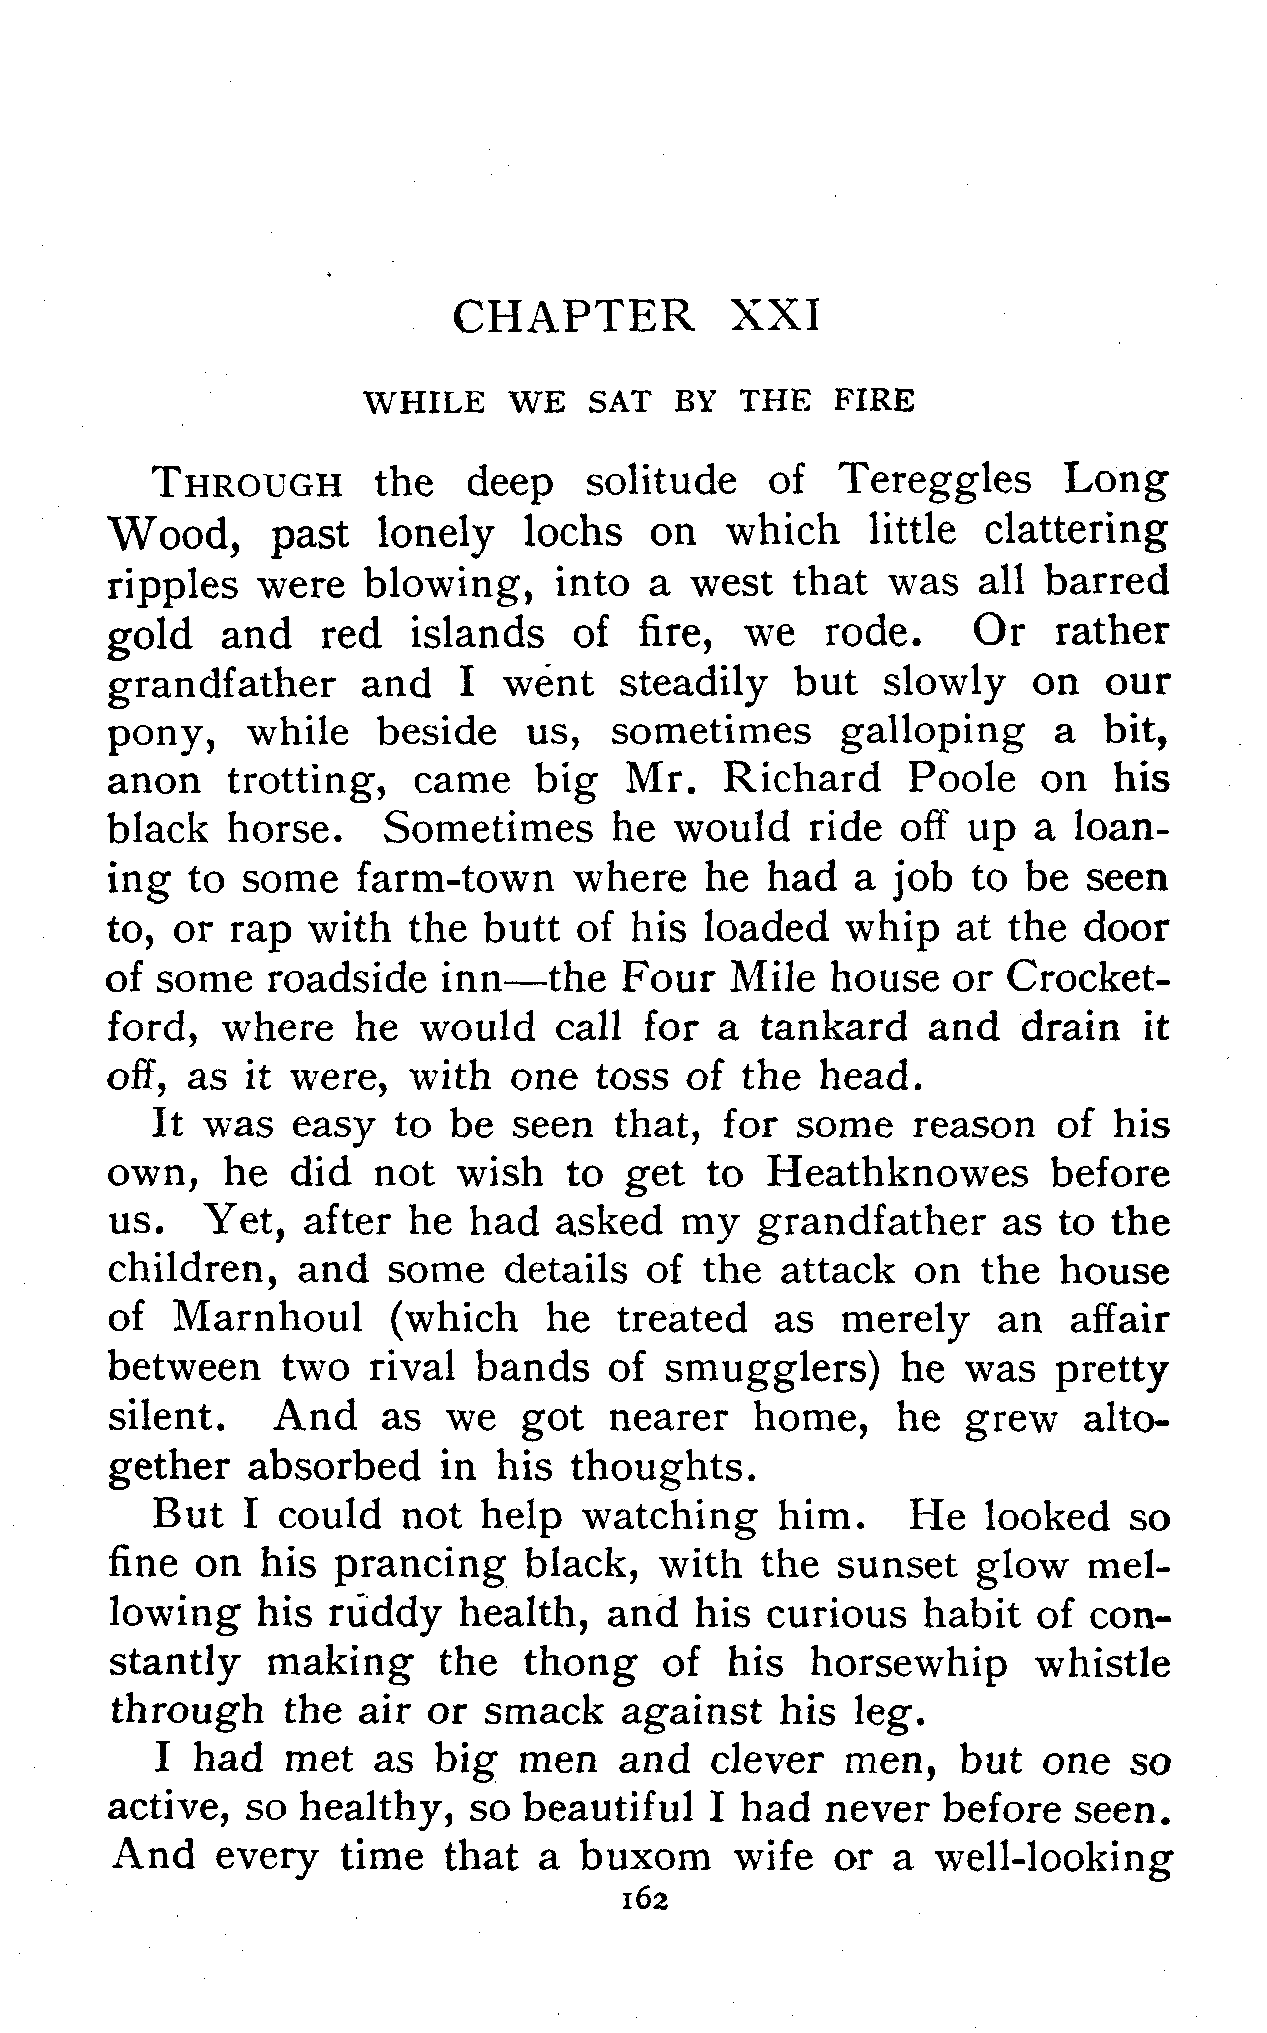 CHAPTER XXI
WHILE WE SAT BY THE FIRE
THROUGH the deep solitude of Tereggles Long
Wood, past lonely lochs on which little clattering
ripples were blowing, into a west that was all barred
gold and red islands of fire, we rode. Or rather
grandfather and I went steadily but slowly on our
pony, while beside us, sometimes galloping a bit,
anon trotting, came big Mr. Richard Poole on his
black horse. Sometimes he would ride off up a loan-
ing to some farm-town where he had a job to be seen
to, or rap with the butt of his loaded whip at the door
of some roadside inn—the Four Mile house or Crocket-
ford, where he would call for a tankard and drain it
off, as it were, with one toss of the head.
It was easy to be seen that, for some reason of his
own, he did not wish to get to Heathknowes before
us. Yet, after he had asked my grandfather as to the
children, and some details of the attack on the house
of Marnhoul (which he treated as merely an affair
between two rival bands of smugglers) he was pretty
silent. And as we got nearer home, he grew alto-
gether absorbed in his thoughts.
But I could not help watching him. He looked so
fine on his prancing black, with the sunset glow mel-
lowing his ruddy health, and his curious habit of con-
stantly making the thong of his horsewhip whistle
through the air or smack against his leg.
I had met as big men and clever men, but one so
active, so healthy, so beautiful I had never before seen.
And every time that a buxom wife or a well-looking
162